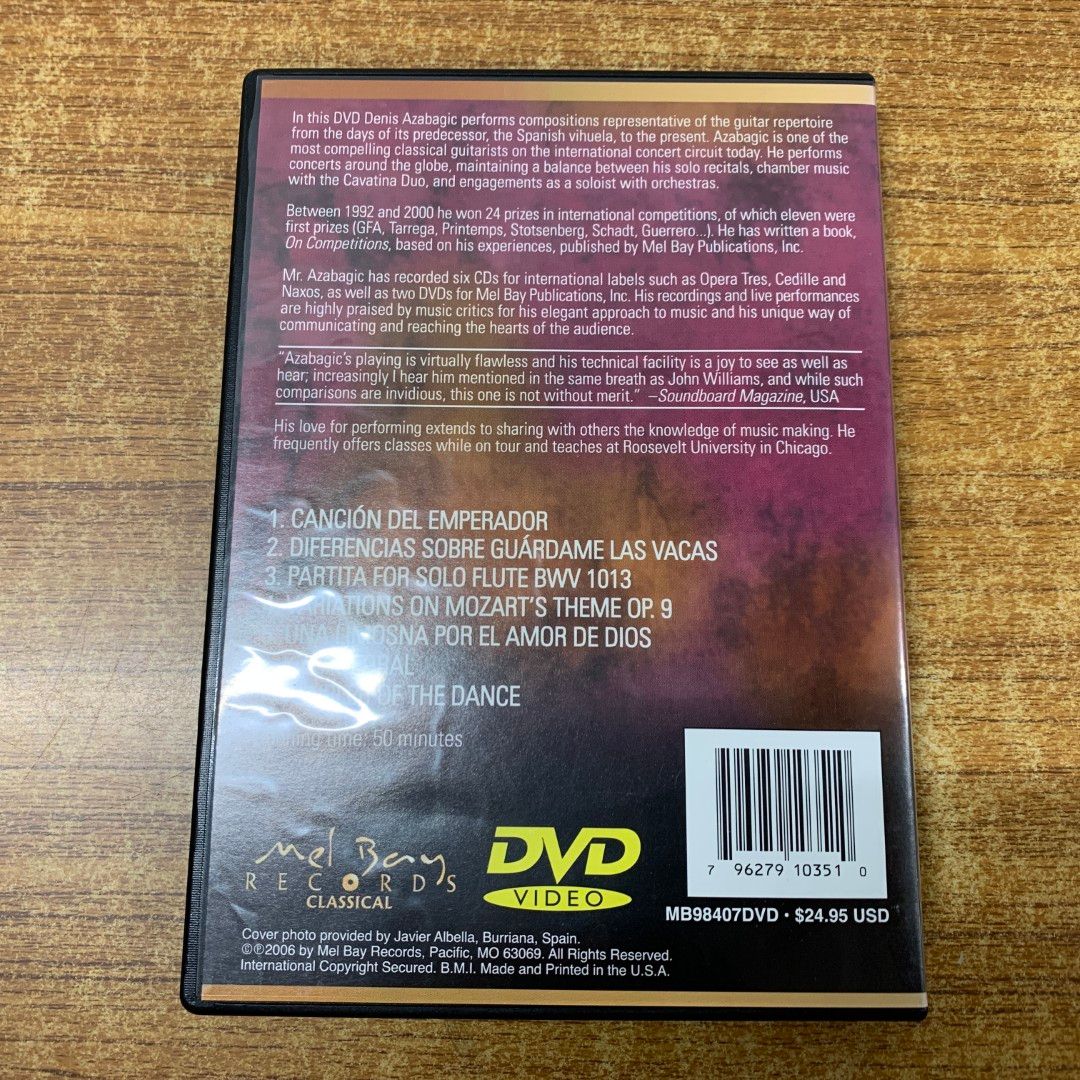 In this DVD Denis Azabagic performs compositions representative of the guitar repertoire
from the days of its predecessor, the Spanish vihuela, to the present. Azabagic is one of the
most compelling classical guitarists on the international concert circuit today. He performs
concerts around the globe, maintaining a balance between his solo recitals, chamber music
with the Cavatina Duo, and engagements as a soloist with orchestras.
Between 1992 and 2000 he won 24 prizes in international competitions, of which eleven were
first prizes (GFA, Tarrega, Printemps, Stotsenberg, Schadt, Guerrero...). He has written a book,
On Competitions, based on his experiences, published by Mel Bay Publications, Inc.
Mr. Azabagic has recorded six CDs for international labels such as Opera Tres, Cedille and
Naxos, as well as two DVDs for Mel Bay Publications, Inc. His recordings and live performances
are highly praised by music critics for his elegant approach to music and his unique way of
communicating and reaching the hearts of the audience.
"Azabagic's playing is virtually flawless and his technical facility is a joy to see as well as
hear; increasingly I hear him mentioned in the same breath as John Williams, and while such
comparisons are invidious, this one is not without merit." –Soundboard Magazine, USA
His love for performing extends to sharing with others the knowledge of music making. He
frequently offers classes while on tour and teaches at Roosevelt University in Chicago.
1. CANCIÓN DEL EMPERADOR
2. DIFERENCIAS SOBRE GUÁRDAME LAS VACAS
3. PARTITA FOR SOLO FLUTE BWV 1013
VARIATIONS ON MOZART'S THEME OP. 9
UNA LIMOSNA POR EL AMOR DE DIOS
OF THE DANCE
time: 50 minutes
Mel Bay
RECORDS
CLASSICAL
DVD
VIDEO
7 96279 10351 0
MB98407DVD • $24.95 USD
Cover photo provided by Javier Albella, Burriana, Spain.
©℗2006 by Mel Bay Records, Pacific, MO 63069. All Rights Reserved.
International Copyright Secured. B.M.I. Made and Printed in the U.S.A.